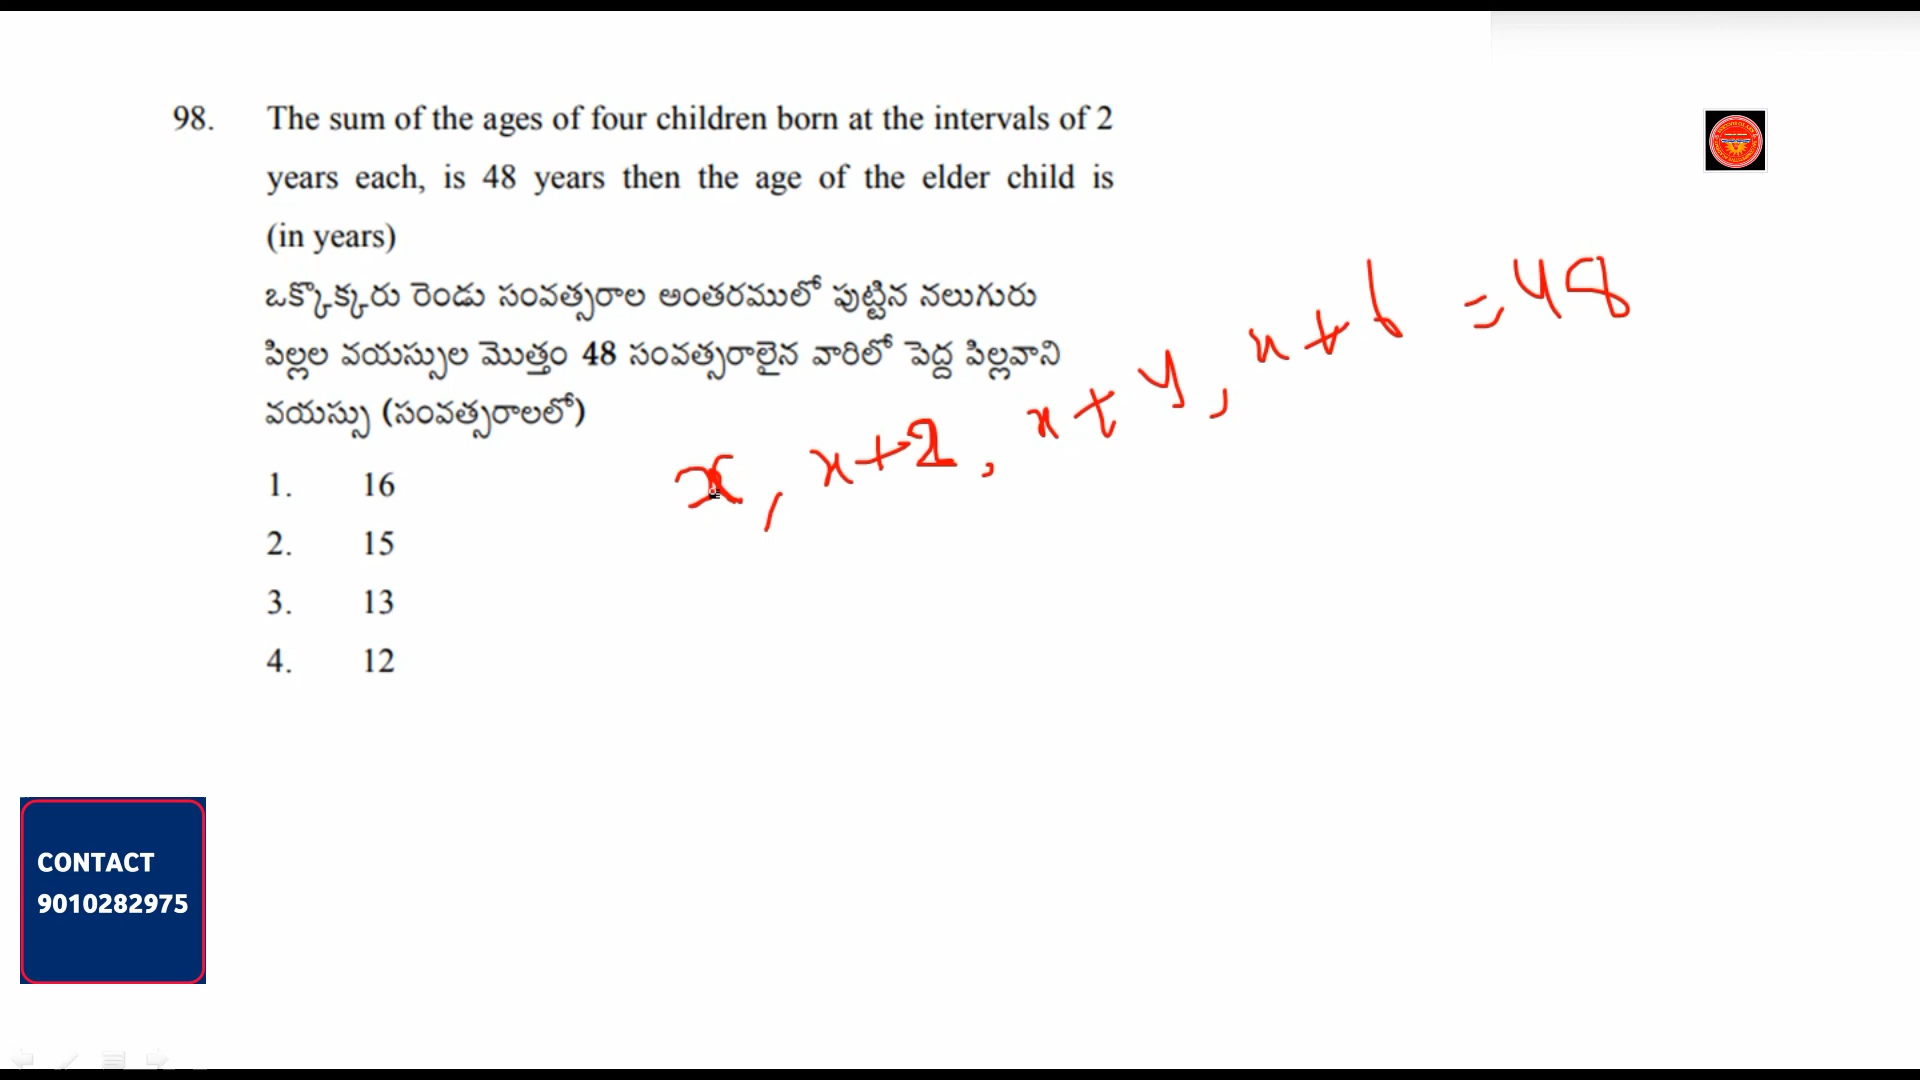 98. The sum of the ages of four children born at the intervals of 2
years each, is 48 years then the age of the elder child is
(in years)
ఒక్కొక్కరు రెండు సంవత్సరాల అంతరములో పుట్టిన నలుగురు
పిల్లల వయస్సుల మొత్తం 48 సంవత్సరాలైన వారిలో పెద్ద పిల్లవాని
వయస్సు (సంవత్సరాలలో)
x, x+2, x+4, x+6 = 48
1. 16
2. 15
3. 13
4. 12
CONTACT
9010282975